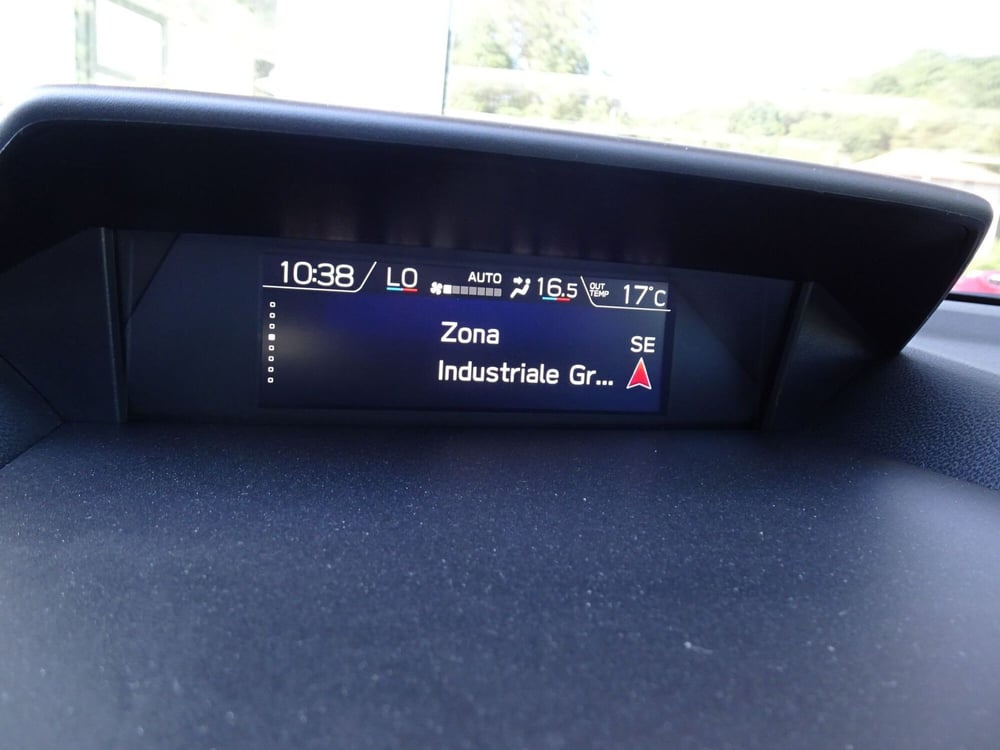 10:38 LO AUTO 16.5 OUT TEMP 17°C
Zona
SE
Industriale Gr...